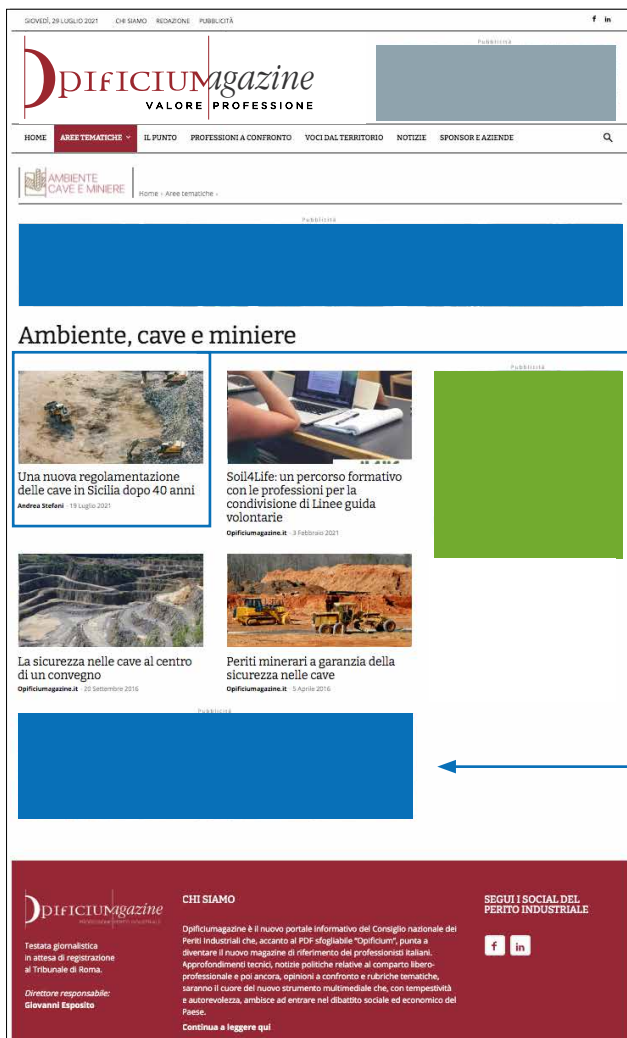 GIOVEDÌ, 29 LUGLIO 2021 CHI SIAMO REDAZIONE PUBBLICITÀ
Pubblicità
OPIFICIUMagazine
VALORE PROFESSIONE
HOME AREE TEMATICHE IL PUNTO PROFESSIONI A CONFRONTO VOCI DAL TERRITORIO NOTIZIE SPONSOR E AZIENDE
AMBIENTE
CAVE E MINIERE
Home › Aree tematiche ›
Pubblicità
Ambiente, cave e miniere
Pubblicità
Una nuova regolamentazione
delle cave in Sicilia dopo 40 anni
Andrea Stefani - 19 Luglio 2021
Soil4Life: un percorso formativo
con le professioni per la
condivisione di Linee guida
volontarie
Opificiumagazine.it - 3 Febbraio 2021
La sicurezza nelle cave al centro
di un convegno
Opificiumagazine.it - 20 Settembre 2016
Periti minerari a garanzia della
sicurezza nelle cave
Opificiumagazine.it - 5 Aprile 2016
Pubblicità
OPIFICIUMagazine
Testata giornalistica
in attesa di registrazione
al Tribunale di Roma.
Direttore responsabile:
Giovanni Esposito
CHI SIAMO
Opificiumagazine è il nuovo portale informativo del Consiglio nazionale dei
Periti Industriali che, accanto al PDF sfogliabile "Opificium", punta a
diventare il nuovo magazine di riferimento dei professionisti italiani.
Approfondimenti tecnici, notizie politiche relative al comparto libero-
professionale e poi ancora, opinioni a confronto e rubriche tematiche,
saranno il cuore del nuovo strumento multimediale che, con tempestività
e autorevolezza, ambisce ad entrare nel dibattito sociale ed economico del
Paese.
Continua a leggere qui
SEGUI I SOCIAL DEL
PERITO INDUSTRIALE